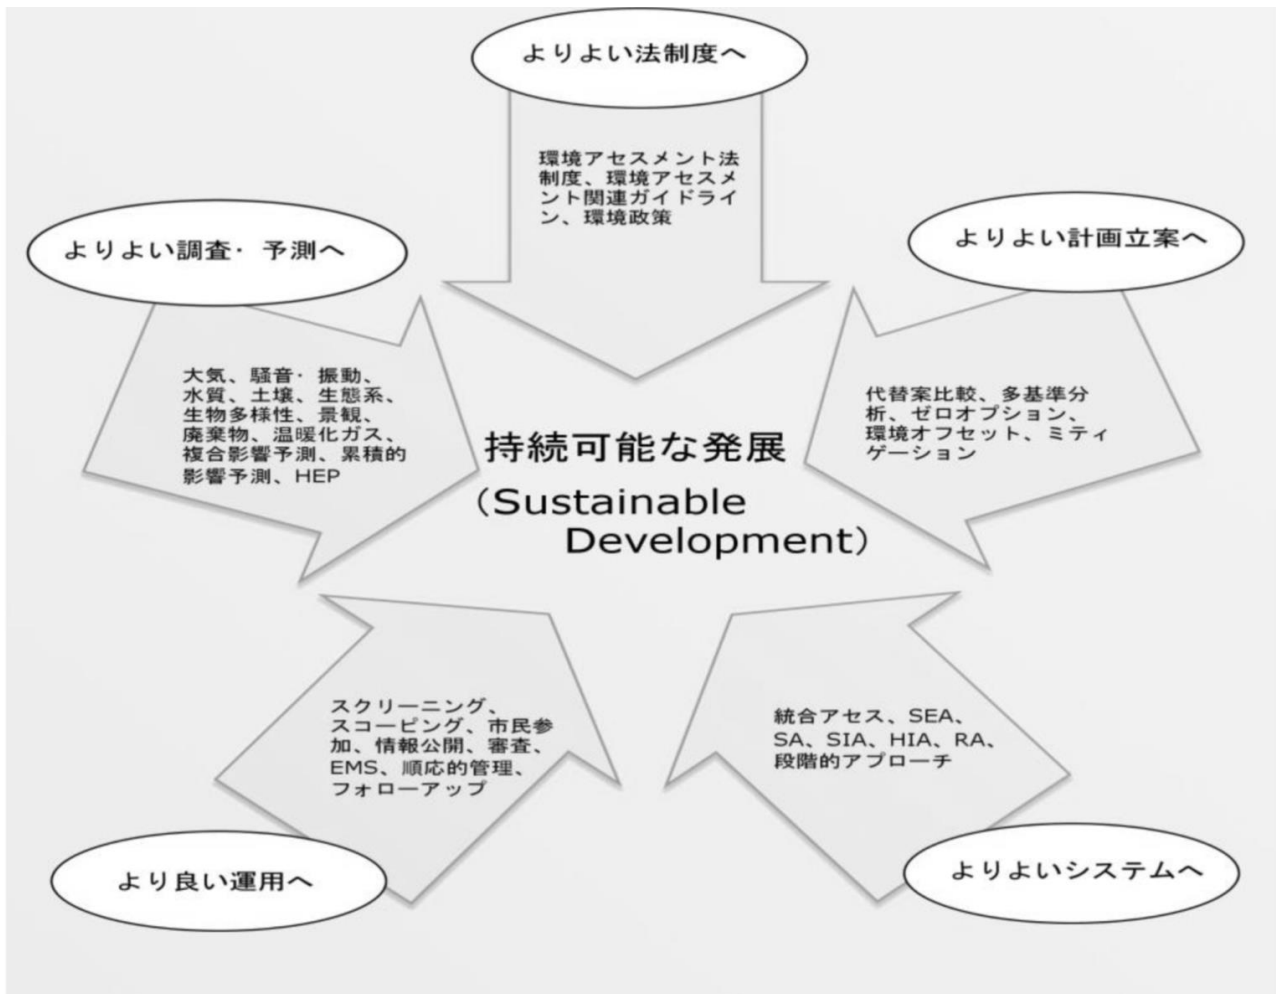 よりよい法制度へ
環境アセスメント法
制度、環境アセスメ
ント関連ガイドライ
ン、環境政策
よりよい調査・予測へ
大気、騒音・振動、
水質、土壌、生態系、
生物多様性、景観、
廃棄物、温暖化ガス、
複合影響予測、累積的
影響予測、HEP
よりよい計画立案へ
代替案比較、多基準分
析、ゼロオプション、
環境オフセット、ミティ
ゲーション
持続可能な発展
（Sustainable
Development）
スクリーニング、
スコーピング、市民参
加、情報公開、審査、
EMS、順応的管理、
フォローアップ
より良い運用へ
統合アセス、SEA、
SA、SIA、HIA、RA、
段階的アプローチ
よりよいシステムへ